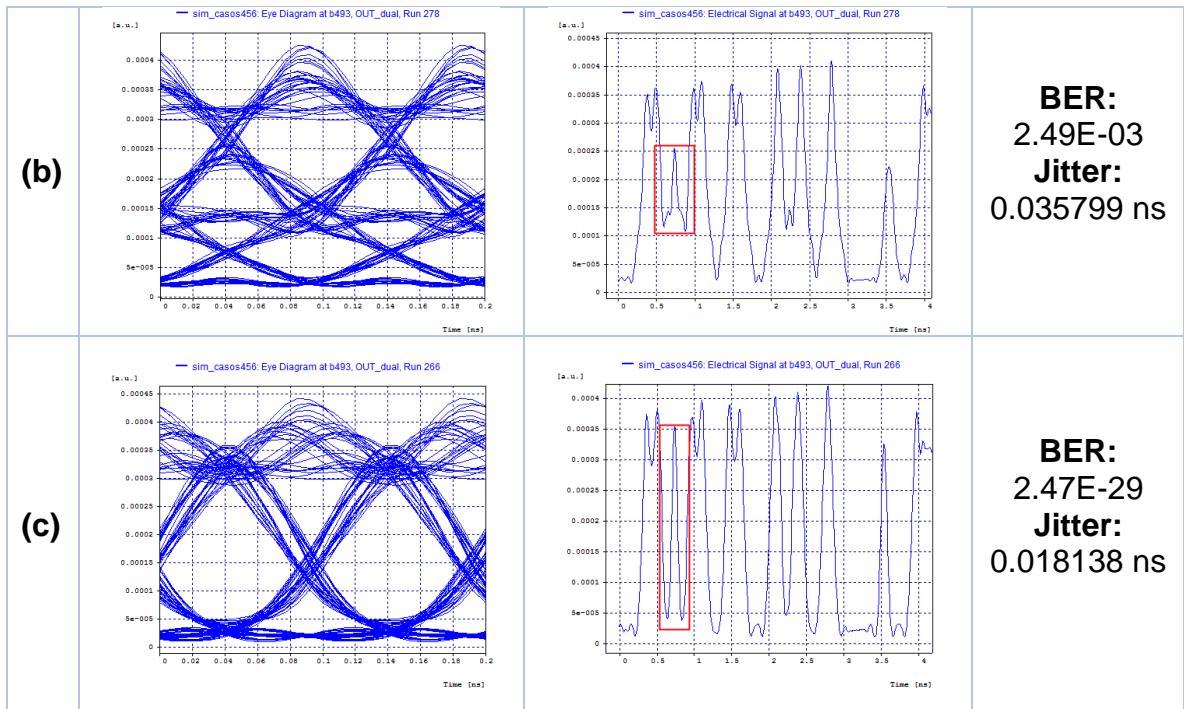 (b)
sim_casos456: Eye Diagram at b493, OUT_dual, Run 278
[a.u.]
0.0004
0.00035
0.0003
0.00025
0.0002
0.00015
0.0001
5e-005
0
0 0.02 0.04 0.06 0.08 0.1 0.12 0.14 0.16 0.18 0.2
Time [ns]
sim_casos456: Electrical Signal at b493, OUT_dual, Run 278
[a.u.]
0.00045
0.0004
0.00035
0.0003
0.00025
0.0002
0.00015
0.0001
5e-005
0
0 0.5 1 1.5 2 2.5 3 3.5 4
Time [ns]
BER:
2.49E-03
Jitter:
0.035799 ns
(c)
sim_casos456: Eye Diagram at b493, OUT_dual, Run 266
[a.u.]
0.00045
0.0004
0.00035
0.0003
0.00025
0.0002
0.00015
0.0001
5e-005
0
0 0.02 0.04 0.06 0.08 0.1 0.12 0.14 0.16 0.18 0.2
Time [ns]
sim_casos456: Electrical Signal at b493, OUT_dual, Run 266
[a.u.]
0.0004
0.00035
0.0003
0.00025
0.0002
0.00015
0.0001
5e-005
0
0 0.5 1 1.5 2 2.5 3 3.5 4
Time [ns]
BER:
2.47E-29
Jitter:
0.018138 ns